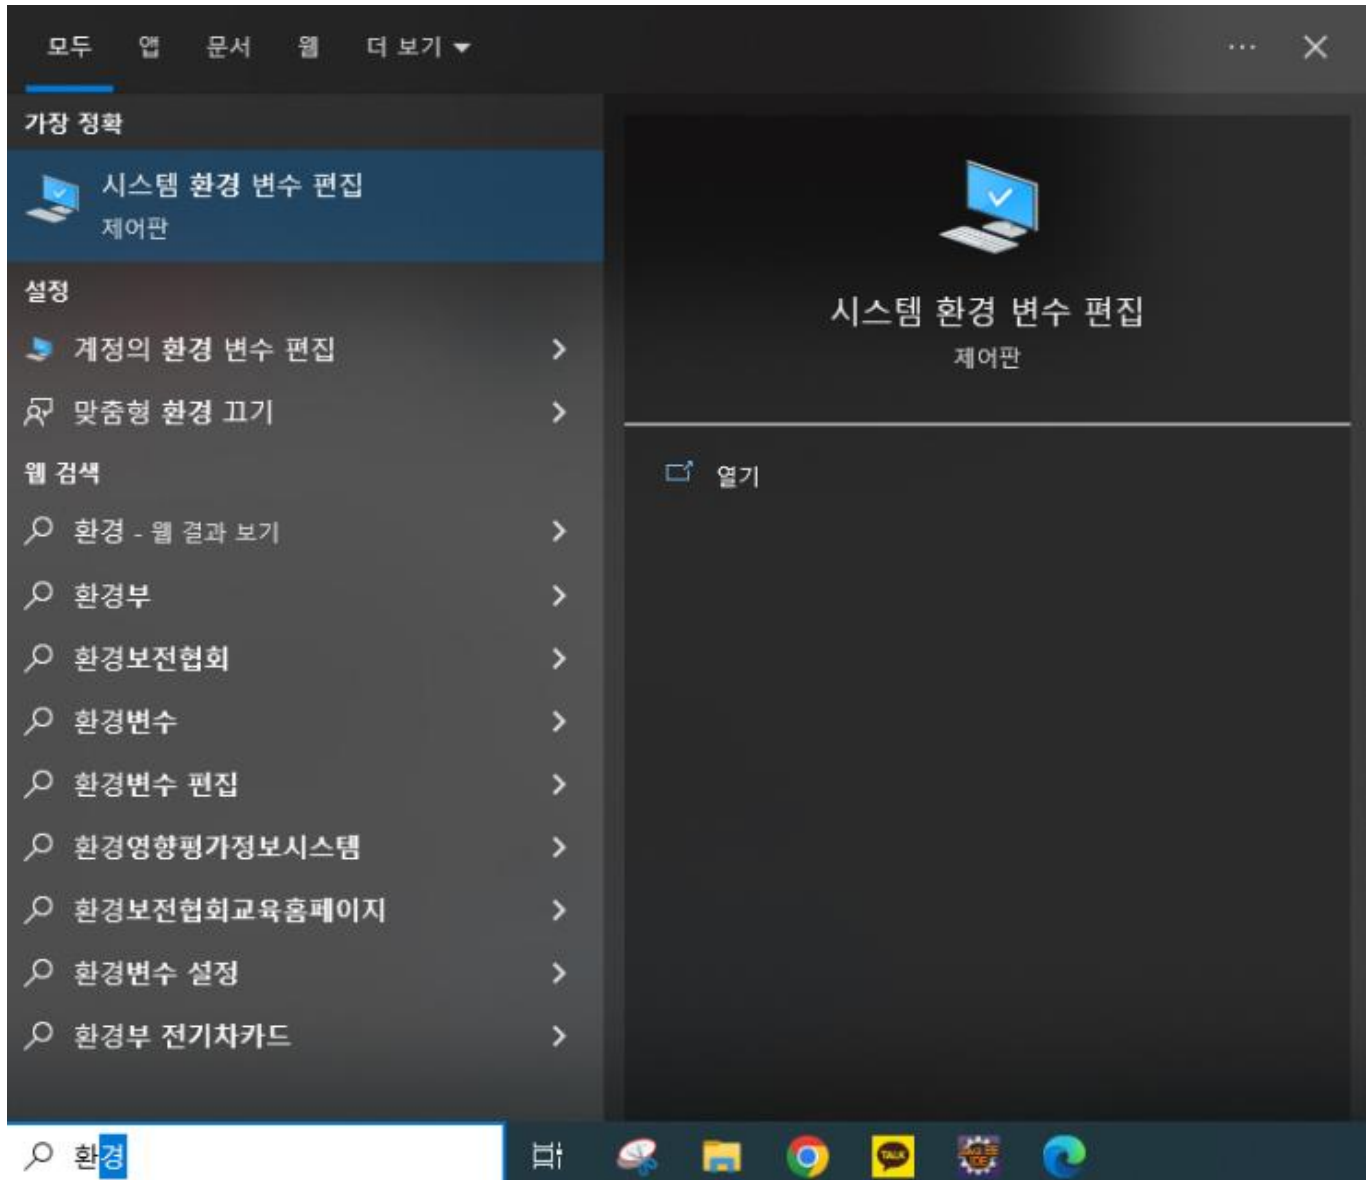 모두 앱 문서 웹 더 보기
가장 정확
시스템 환경 변수 편집
제어판
설정
계정의 환경 변수 편집
맞춤형 환경 끄기
웹 검색
환경 - 웹 결과 보기
환경부
환경보전협회
환경변수
환경변수 편집
환경영향평가정보시스템
환경보전협회교육홈페이지
환경변수 설정
환경부 전기차카드
시스템 환경 변수 편집
제어판
열기
환경
TALK
JAVA EE
IDE